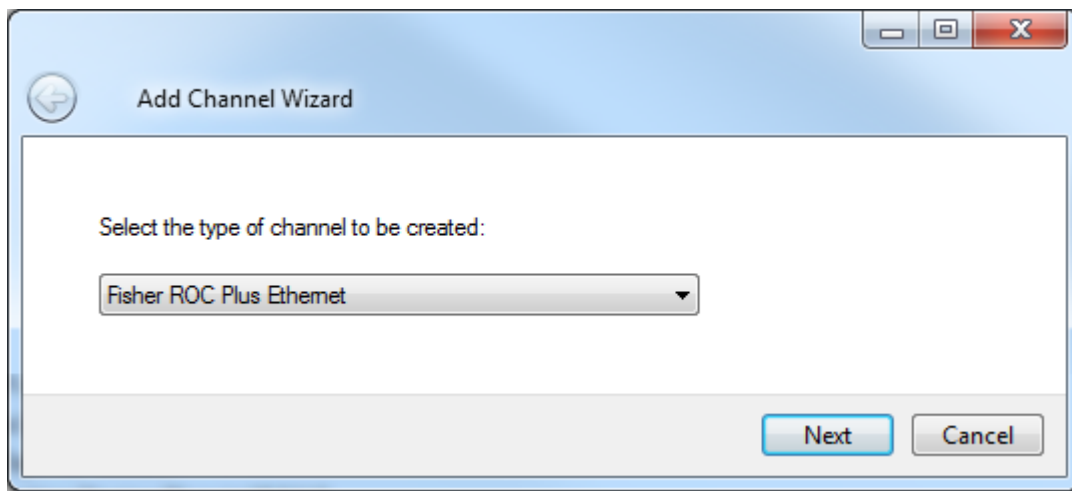 Add Channel Wizard
Select the type of channel to be created:
Fisher ROC Plus Ethernet
Next Cancel